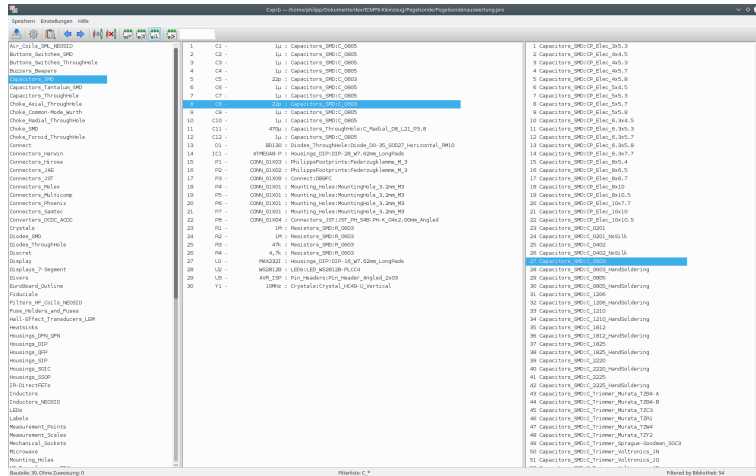 Cvpcb — /home/philipp/Dokumente/dev/ICMP3-Kleinzeug/Pegelsonde/Pegelsondenauswertung.pro
Speichern Einstellungen Hilfe
Air_Coils_SML_NEOSID
Buttons_Switches_SMD
Buttons_Switches_ThroughHole
Buzzers_Beepers
Capacitors_SMD
Capacitors_Tantalum_SMD
Capacitors_ThroughHole
Choke_Axial_ThroughHole
Choke_Common-Mode_Wurth
Choke_Radial_ThroughHole
Choke_SMD
Choke_Toroid_ThroughHole
Connect
Connectors_Harwin
Connectors_Hirose
Connectors_JAE
Connectors_JST
Connectors_Molex
Connectors_Multicomp
Connectors_Phoenix
Connectors_Samtec
Converters_DCDC_ACDC
Crystals
Diodes_SMD
Diodes_ThroughHole
Discret
Display
Displays_7-Segment
Divers
EuroBoard_Outline
Fiducials
Filters_HF_Coils_NEOSID
Fuse_Holders_and_Fuses
Hall-Effect_Transducers_LEM
Heatsinks
Housings_DFN_QFN
Housings_DIP
Housings_QFP
Housings_SIP
Housings_SOIC
Housings_SSOP
IR-DirectFETs
Inductors
Inductors_NEOSID
LEDs
Labels
Measurement_Points
Measurement_Scales
Mechanical_Sockets
Microwave
Mounting_Holes
1 C1 - 1µ : Capacitors_SMD:C_0805
2 C2 - 1µ : Capacitors_SMD:C_0805
3 C3 - 1µ : Capacitors_SMD:C_0805
4 C4 - 1µ : Capacitors_SMD:C_0805
5 C5 - 22p : Capacitors_SMD:C_0603
6 C6 - 1µ : Capacitors_SMD:C_0805
7 C7 - 1µ : Capacitors_SMD:C_0805
8 C8 - 22p : Capacitors_SMD:C_0603
9 C9 - 1µ : Capacitors_SMD:C_0805
10 C10 - 1µ : Capacitors_SMD:C_0805
11 C11 - 470µ : Capacitors_ThroughHole:C_Radial_D8_L21_P3.8
12 C12 - 1µ : Capacitors_SMD:C_0805
13 D1 - BD130 : Diodes_ThroughHole:Diode_DO-35_SOD27_Horizontal_RM10
14 IC1 - ATMEGA8-P : Housings_DIP:DIP-28_W7.62mm_LongPads
15 P1 - CONN_01X03 : PhilippsFootprints:Federzugklemme_M_3
16 P2 - CONN_01X03 : PhilippsFootprints:Federzugklemme_M_3
17 P3 - CONN_01X09 : Connect:DB9FC
18 P4 - CONN_01X01 : Mounting_Holes:MountingHole_3.2mm_M3
19 P5 - CONN_01X01 : Mounting_Holes:MountingHole_3.2mm_M3
20 P6 - CONN_01X01 : Mounting_Holes:MountingHole_3.2mm_M3
21 P7 - CONN_01X01 : Mounting_Holes:MountingHole_3.2mm_M3
22 P8 - CONN_01X04 : Connectors_JST:JST_PH_S4B-PH-K_04x2.00mm_Angled
23 R1 - 1M : Resistors_SMD:R_0603
24 R2 - 1M : Resistors_SMD:R_0603
25 R3 - 47k : Resistors_SMD:R_0603
26 R4 - 4,7k : Resistors_SMD:R_0603
27 U1 - MAX232I : Housings_DIP:DIP-16_W7.62mm_LongPads
28 U2 - WS2812B : LEDs:LED_WS2812B-PLCC4
29 U3 - AVR_ISP : Pin_Headers:Pin_Header_Angled_2x03
30 Y1 - 10MHz : Crystals:Crystal_HC49-U_Vertical
1 Capacitors_SMD:CP_Elec_3x5.3
2 Capacitors_SMD:CP_Elec_4x5.3
3 Capacitors_SMD:CP_Elec_4x5.7
4 Capacitors_SMD:CP_Elec_4x5.8
5 Capacitors_SMD:CP_Elec_5x4.5
6 Capacitors_SMD:CP_Elec_5x5.3
7 Capacitors_SMD:CP_Elec_5x5.7
8 Capacitors_SMD:CP_Elec_5x5.8
9 Capacitors_SMD:CP_Elec_6.3x4.5
10 Capacitors_SMD:CP_Elec_6.3x5.3
11 Capacitors_SMD:CP_Elec_6.3x5.7
12 Capacitors_SMD:CP_Elec_6.3x5.8
13 Capacitors_SMD:CP_Elec_6.3x7.7
14 Capacitors_SMD:CP_Elec_8x5.4
15 Capacitors_SMD:CP_Elec_8x6.5
16 Capacitors_SMD:CP_Elec_8x6.7
17 Capacitors_SMD:CP_Elec_8x10
18 Capacitors_SMD:CP_Elec_8x10.5
19 Capacitors_SMD:CP_Elec_10x7.7
20 Capacitors_SMD:CP_Elec_10x10
21 Capacitors_SMD:CP_Elec_10x10.5
22 Capacitors_SMD:C_0201
23 Capacitors_SMD:C_0201_NoSilk
24 Capacitors_SMD:C_0402
25 Capacitors_SMD:C_0402_NoSilk
27 Capacitors_SMD:C_0603
28 Capacitors_SMD:C_0603_HandSoldering
29 Capacitors_SMD:C_0805
30 Capacitors_SMD:C_0805_HandSoldering
31 Capacitors_SMD:C_1206
32 Capacitors_SMD:C_1206_HandSoldering
33 Capacitors_SMD:C_1210
34 Capacitors_SMD:C_1210_HandSoldering
35 Capacitors_SMD:C_1812
36 Capacitors_SMD:C_1812_HandSoldering
37 Capacitors_SMD:C_1825
38 Capacitors_SMD:C_1825_HandSoldering
39 Capacitors_SMD:C_2220
40 Capacitors_SMD:C_2220_HandSoldering
41 Capacitors_SMD:C_2225
42 Capacitors_SMD:C_2225_HandSoldering
43 Capacitors_SMD:C_Trimmer_Murata_TZB4-A
44 Capacitors_SMD:C_Trimmer_Murata_TZB4-B
45 Capacitors_SMD:C_Trimmer_Murata_TZC3
46 Capacitors_SMD:C_Trimmer_Murata_TZR1
47 Capacitors_SMD:C_Trimmer_Murata_TZW4
48 Capacitors_SMD:C_Trimmer_Murata_TZY2
49 Capacitors_SMD:C_Trimmer_Sprague-Goodman_SGC3
50 Capacitors_SMD:C_Trimmer_Voltronics_JN
51 Capacitors_SMD:C_Trimmer_Voltronics_JQ
Bauteile: 30, Ohne Zuweisung: 0 Filterliste: C_* Filtered by Bibliothek: 54